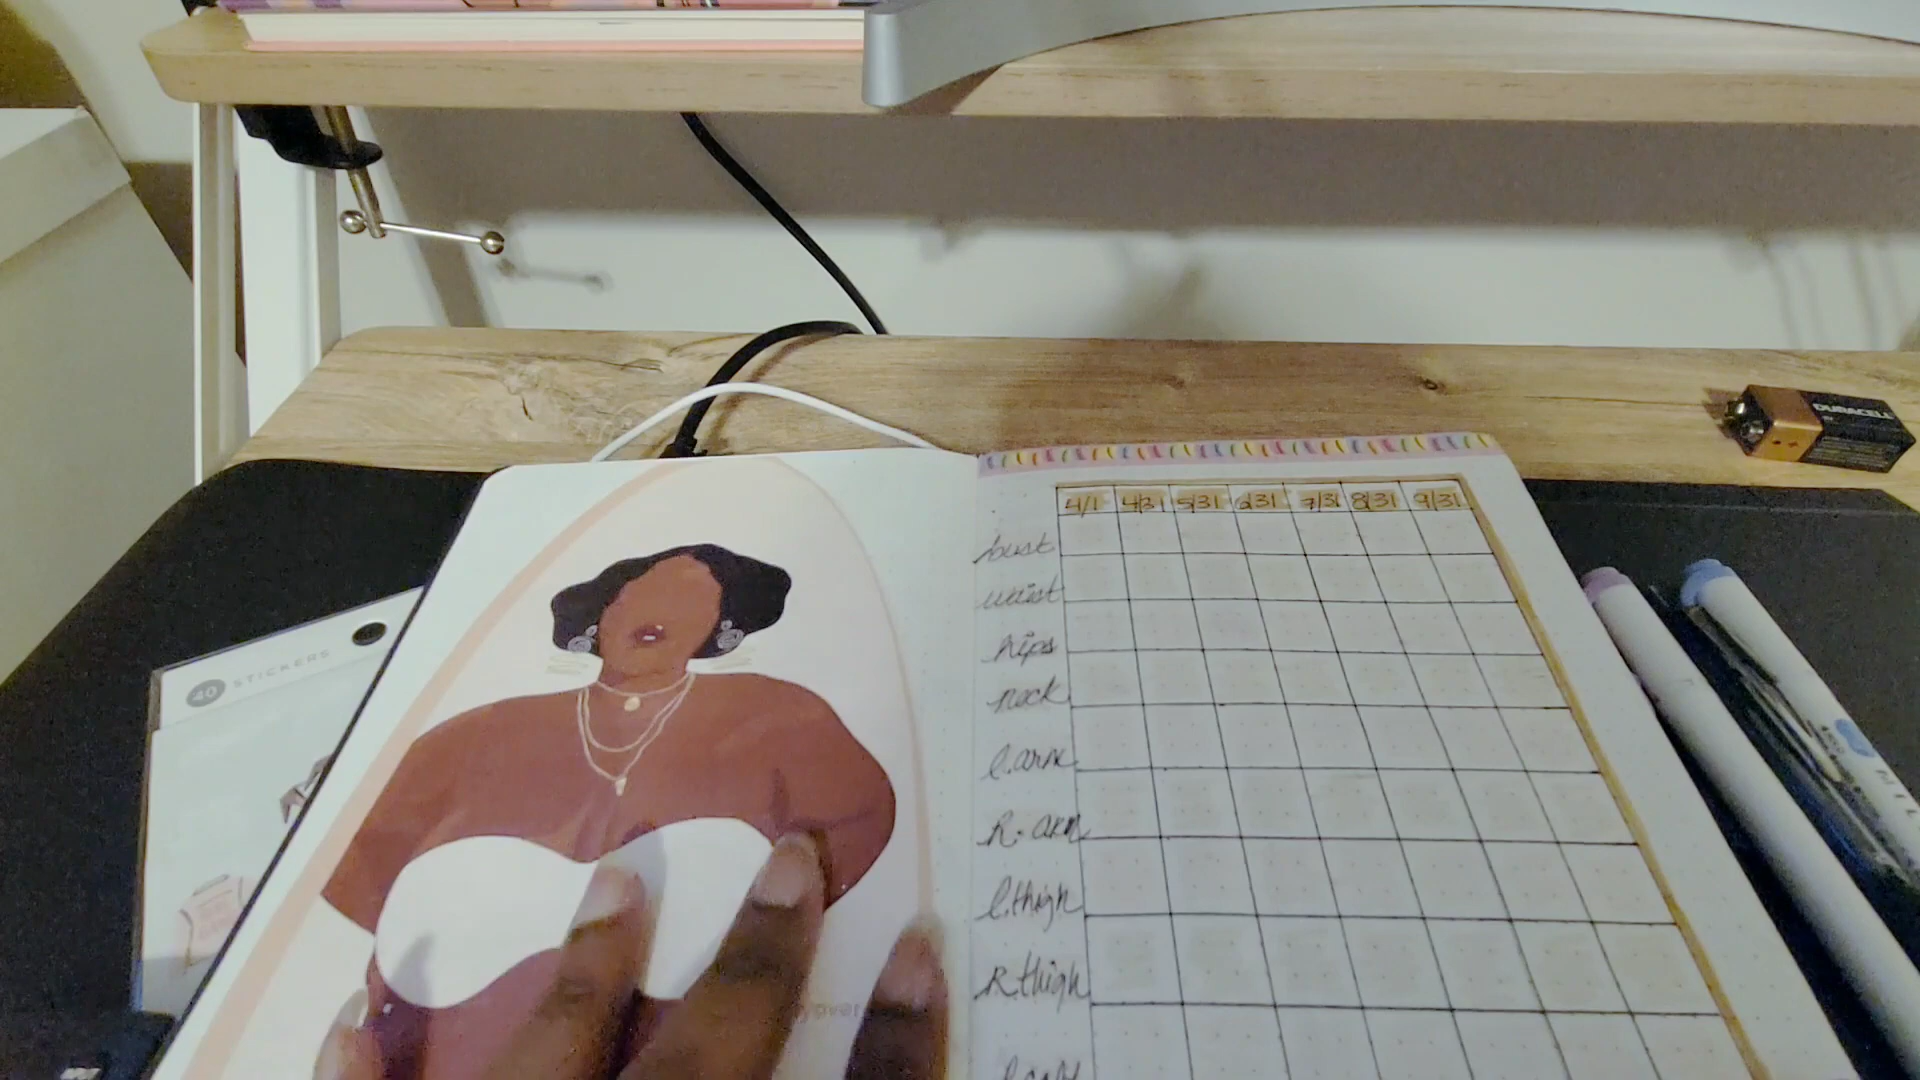 DURACELL
4/1 4/31 5/31 6/31 7/31 8/31 9/31
bust
waist
hips
neck
l.arm
R.arm
l.thigh
R.thigh
40 STICKERS